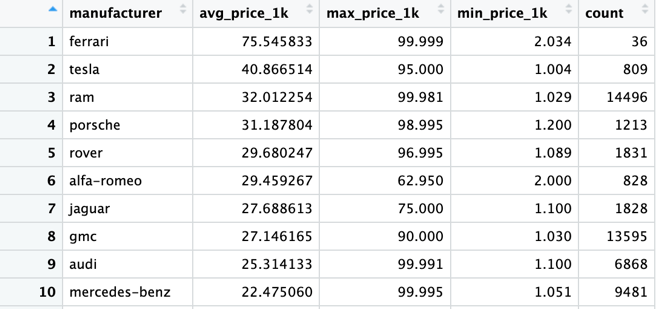 manufacturer avg_price_1k max_price_1k min_price_1k count
1 ferrari 75.545833 99.999 2.034 36
2 tesla 40.866514 95.000 1.004 809
3 ram 32.012254 99.981 1.029 14496
4 porsche 31.187804 98.995 1.200 1213
5 rover 29.680247 96.995 1.089 1831
6 alfa-romeo 29.459267 62.950 2.000 828
7 jaguar 27.688613 75.000 1.100 1828
8 gmc 27.146165 90.000 1.030 13595
9 audi 25.314133 99.991 1.100 6868
10 mercedes-benz 22.475060 99.995 1.051 9481